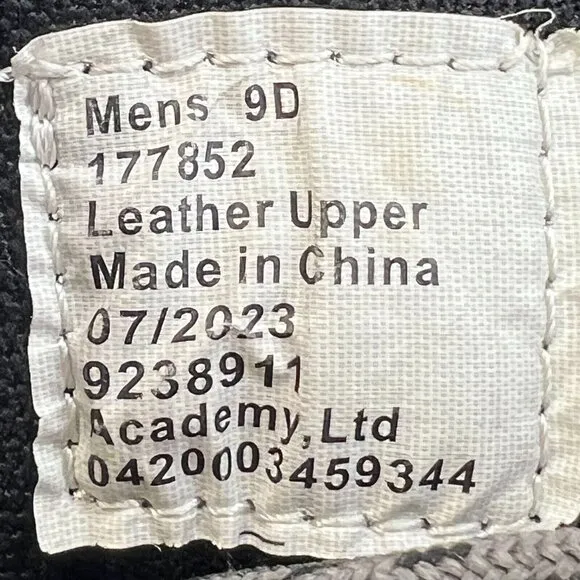 Mens 9D
177852
Leather Upper
Made in China
07/2023
9238911
Academy, Ltd
0420003459344